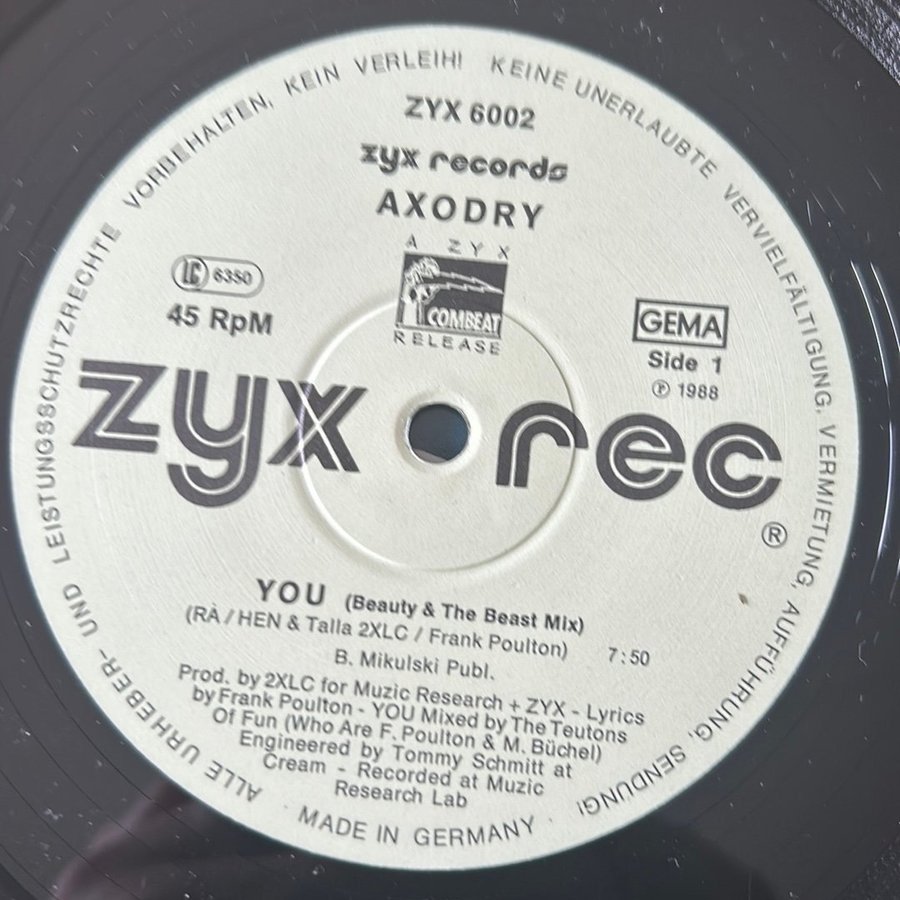 ALLE URHEBER- UND LEISTUNGSSCHUTZRECHTE VORBEHALTEN, KEIN VERLEIH! KEINE UNERLAUBTE VERVIELFÄLTIGUNG, VERMIETUNG, AUFFÜHRUNG, SENDUNG!
ZYX 6002
zyx records
AXODRY
A ZYX
COMBEAT
RELEASE
LC 6350
45 RpM
GEMA
Side 1
Ⓟ 1988
zyx rec
®
YOU (Beauty & The Beast Mix)
(RÀ/HEN & Talla 2XLC / Frank Poulton) 7:50
B. Mikulski Publ.
Prod. by 2XLC for Muzic Research + ZYX - Lyrics
by Frank Poulton - YOU Mixed by The Teutons
Of Fun (Who Are F. Poulton & M. Büchel)
Engineered by Tommy Schmitt at
Cream - Recorded at Muzic
Research Lab
· MADE IN GERMANY ·